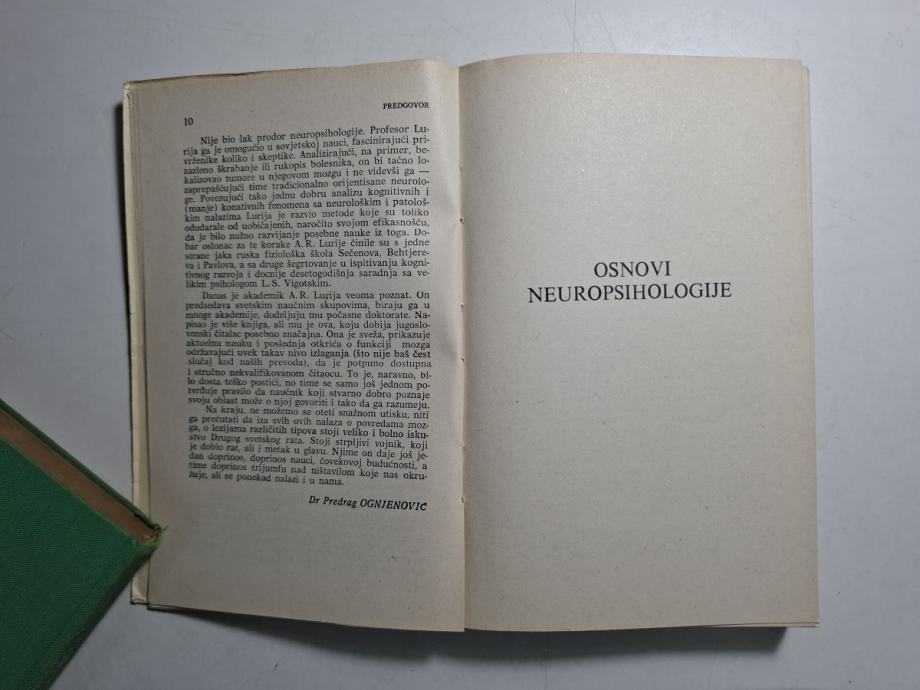 10
PREDGOVOR
Nije bio lak prodor neuropsihologije. Profesor Lu-
rija ga je omogućio u sovjetskoj nauci, fascinirajući pri-
vrženike koliko i skeptike. Analizirajući, na primer, be-
zazleno škrabanje ili rukopis bolesnika, on bi tačno lo-
kalizovao tumore u njegovom mozgu i ne videvši ga —
zaprepašćujući time tradicionalno orijentisane neurolo-
ge. Povezujući tako jednu dobru analizu kognitivnih i
(manje) konativnih fenomena sa neurološkim i patološ-
kim nalazima Lurija je razvio metode koje su toliko
odudarale od uobičajenih, naročito svojom efikasnošću,
da je bilo nužno razvijanje posebne nauke iz toga. Do-
bar oslonac za te korake A. R. Lurije činile su s jedne
strane jaka ruska fiziološka škola Sečenova, Behtjere-
va i Pavlova, a sa druge šegrtovanje u ispitivanju kogni-
tivnog razvoja i docnije desetogodišnja saradnja sa ve-
likim psihologom L. S. Vigotskim.
Danas je akademik A. R. Lurija veoma poznat. On
predsedava svetskim naučnim skupovima, biraju ga u
mnoge akademije, dodeljuju mu počasne doktorate. Na-
pisao je više knjiga, ali mu je ova, koju dobija jugoslo-
venski čitalac posebno značajna. Ona je sveža, prikazuje
aktuelnu nauku i poslednja otkrića o funkciji mozga
održavajući uvek takav nivo izlaganja (što nije baš čest
slučaj kod naših prevoda), da je potpuno dostupna
i stručno nekvalifikovanom čitaocu. To je, naravno, bi-
lo dosta teško postići, no time se samo još jednom po-
tvrđuje pravilo da naučnik koji stvarno dobro poznaje
svoju oblast može o njoj govoriti i tako da ga razumeju.
Na kraju, ne možemo se oteti snažnom utisku, niti
ga prećutati da iza svih ovih nalaza o povredama moz-
ga, o lezijama različitih tipova stoji veliko i bolno isku-
stvo Drugog svetskog rata. Stoji strpljivi vojnik, koji
je dobio rat, ali i metak u glavu. Njime on daje još je-
dan doprinos, doprinos nauci, čovekovoj budućnosti, a
time doprinos trijumfu nad ništavilom koje nas okru-
žuje, ali se ponekad nalazi i u nama.
Dr Predrag OGNJENOVIĆ
OSNOVI
NEUROPSIHOLOGIJE